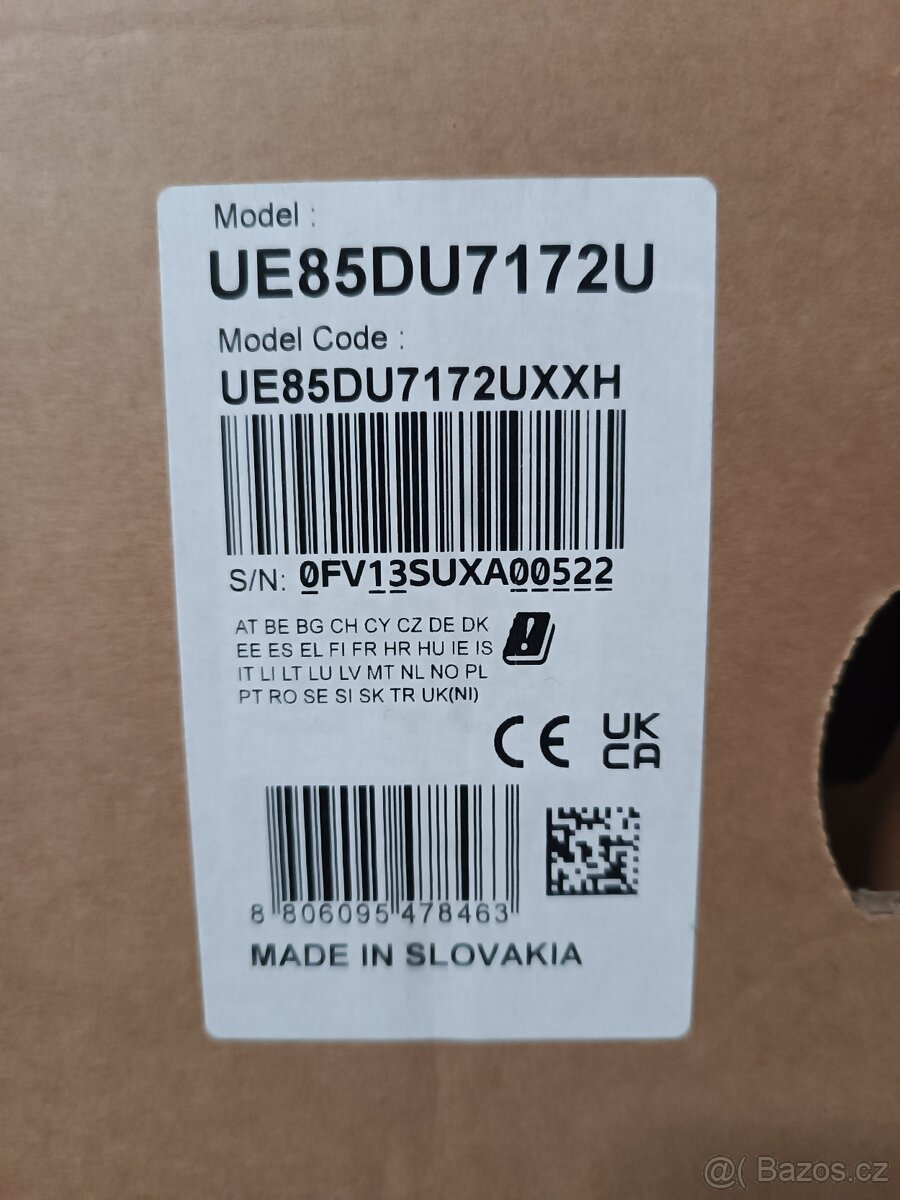 Model :
UE85DU7172U
Model Code :
UE85DU7172UXXH
S/N: 0FV13SUXA00522
AT BE BG CH CY CZ DE DK
EE ES EL FI FR HR HU IE IS
IT LI LT LU LV MT NL NO PL
PT RO SE SI SK TR UK(NI)
CE UK
CA
8 806095 478463
MADE IN SLOVAKIA
@( Bazos.cz